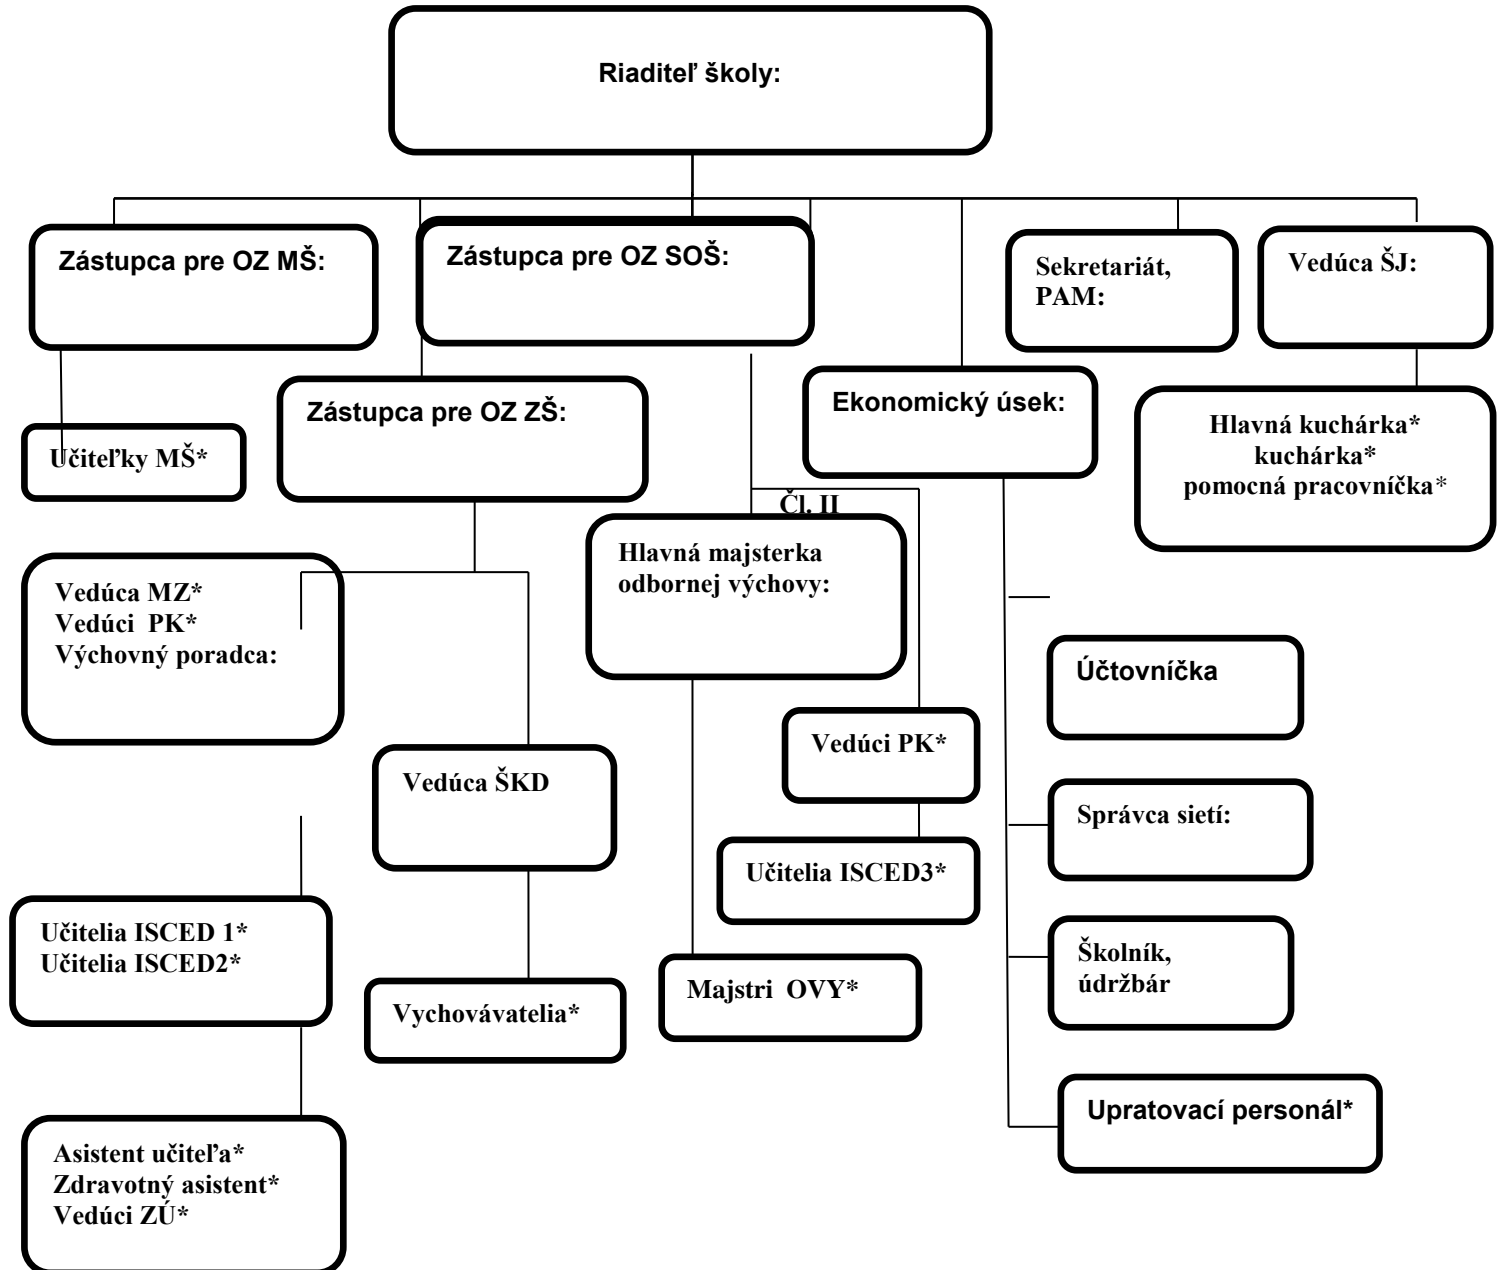 Riaditeľ školy:
Zástupca pre OZ MŠ:
Zástupca pre OZ SOŠ:
Sekretariát,
PAM:
Vedúca ŠJ:
Zástupca pre OZ ZŠ:
Ekonomický úsek:
Hlavná kuchárka*
kuchárka*
pomocná pracovníčka*
Učiteľky MŠ*
Čl. II
Hlavná majsterka
odbornej výchovy:
Vedúca MZ*
Vedúci  PK*
Výchovný poradca:
Účtovníčka
Vedúci PK*
Vedúca ŠKD
Správca sietí:
Učitelia ISCED3*
Učitelia ISCED 1*
Učitelia ISCED2*
Školník,
údržbár
Majstri  OVY*
Vychovávatelia*
Upratovací personál*
Asistent učiteľa*
Zdravotný asistent*
Vedúci ZÚ*